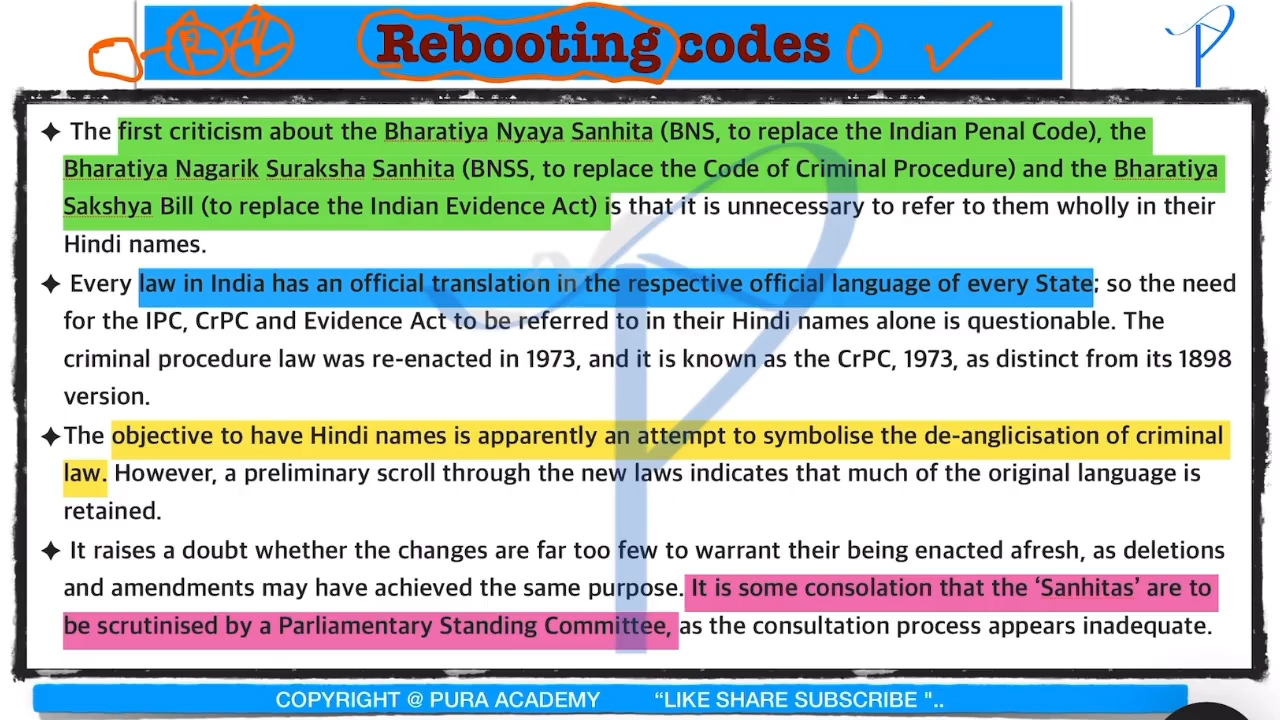 Rebooting codes
✦ The first criticism about the Bharatiya Nyaya Sanhita (BNS, to replace the Indian Penal Code), the
Bharatiya Nagarik Suraksha Sanhita (BNSS, to replace the Code of Criminal Procedure) and the Bharatiya
Sakshya Bill (to replace the Indian Evidence Act) is that it is unnecessary to refer to them wholly in their
Hindi names.
✦ Every law in India has an official translation in the respective official language of every State; so the need
for the IPC, CrPC and Evidence Act to be referred to in their Hindi names alone is questionable. The
criminal procedure law was re-enacted in 1973, and it is known as the CrPC, 1973, as distinct from its 1898
version.
✦The objective to have Hindi names is apparently an attempt to symbolise the de-anglicisation of criminal
law. However, a preliminary scroll through the new laws indicates that much of the original language is
retained.
✦ It raises a doubt whether the changes are far too few to warrant their being enacted afresh, as deletions
and amendments may have achieved the same purpose. It is some consolation that the ‘Sanhitas’ are to
be scrutinised by a Parliamentary Standing Committee, as the consultation process appears inadequate.
COPYRIGHT @ PURA ACADEMY “LIKE SHARE SUBSCRIBE "..